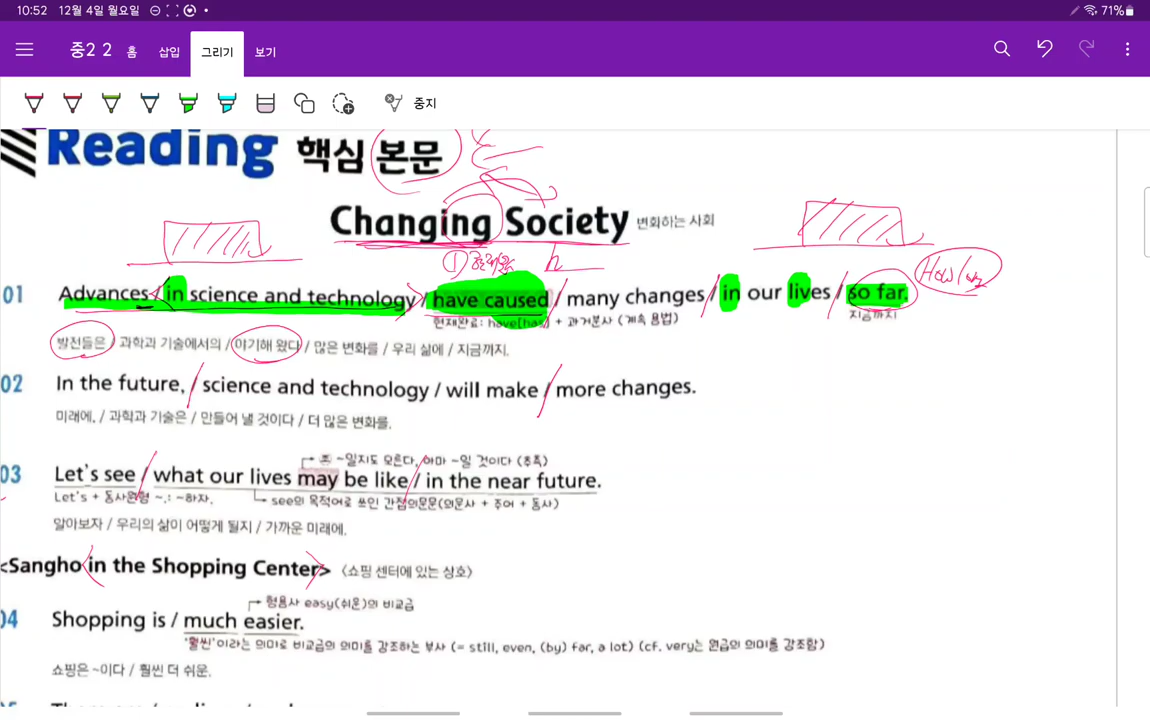 10:52 12월 4일 월요일 71%
중2 2 홈 삽입 그리기 보기
중지
Reading 핵심 본문
Changing Society 변화하는 사회
①
01 Advances / in science and technology / have caused / many changes / in our lives / so far.
현재완료: have[has] + 과거분사 (계속 용법) 지금까지
발전들은 / 과학과 기술에서의 / 야기해 왔다 / 많은 변화를 / 우리 삶에 / 지금까지.
02 In the future, / science and technology / will make / more changes.
미래에, / 과학과 기술은 / 만들어 낼 것이다 / 더 많은 변화를.
조 ~일지도 모른다, 아마 ~일 것이다 (추측)
03 Let's see / what our lives may be like / in the near future.
Let's + 동사원형 ~.: ~하자. see의 목적어로 쓰인 간접의문문(의문사 + 주어 + 동사)
알아보자 / 우리의 삶이 어떻게 될지 / 가까운 미래에.
<Sangho in the Shopping Center> 〈쇼핑 센터에 있는 상호〉
형용사 easy(쉬운)의 비교급
04 Shopping is / much easier.
'훨씬'이라는 의미로 비교급의 의미를 강조하는 부사 (= still, even, (by) far, a lot) (cf. very는 원급의 의미를 강조함)
쇼핑은 ~이다 / 훨씬 더 쉬운.